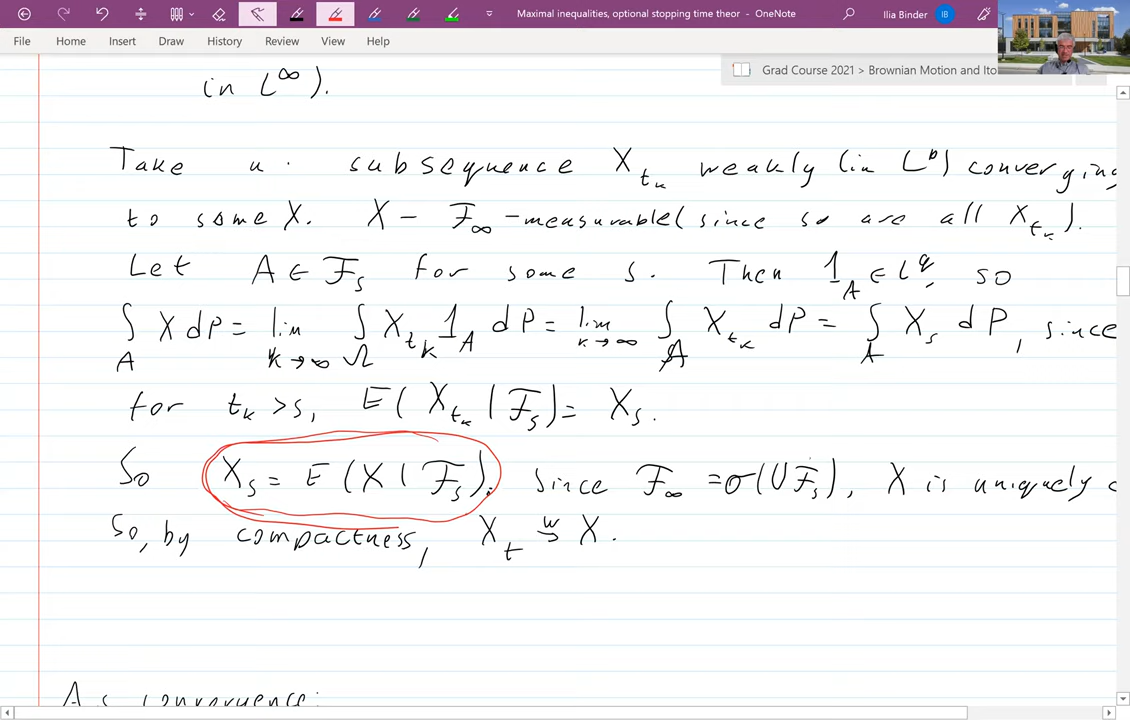 Maximal inequalities, optional stopping time theor - OneNote
Ilia Binder
IB
File Home Insert Draw History Review View Help
Grad Course 2021 > Brownian Motion and Ito
in L^∞).
Take a subsequence X_{t_k} weakly (in L^p) converging
to some X. X - F_∞ -measurable (since so are all X_{t_k}).
Let A ∈ F_s for some s. Then 1_A ∈ L^q, so
∫_A X dP = lim_{k→∞} ∫_Ω X_{t_k} 1_A dP = lim_{k→∞} ∫_A X_{t_k} dP = ∫_A X_s dP, since
for t_k > s, E(X_{t_k} | F_s) = X_s.
So X_s = E(X | F_s). Since F_∞ = σ(∪F_s), X is uniquely
So, by compactness, X_t →^w X.
A.s convergence: